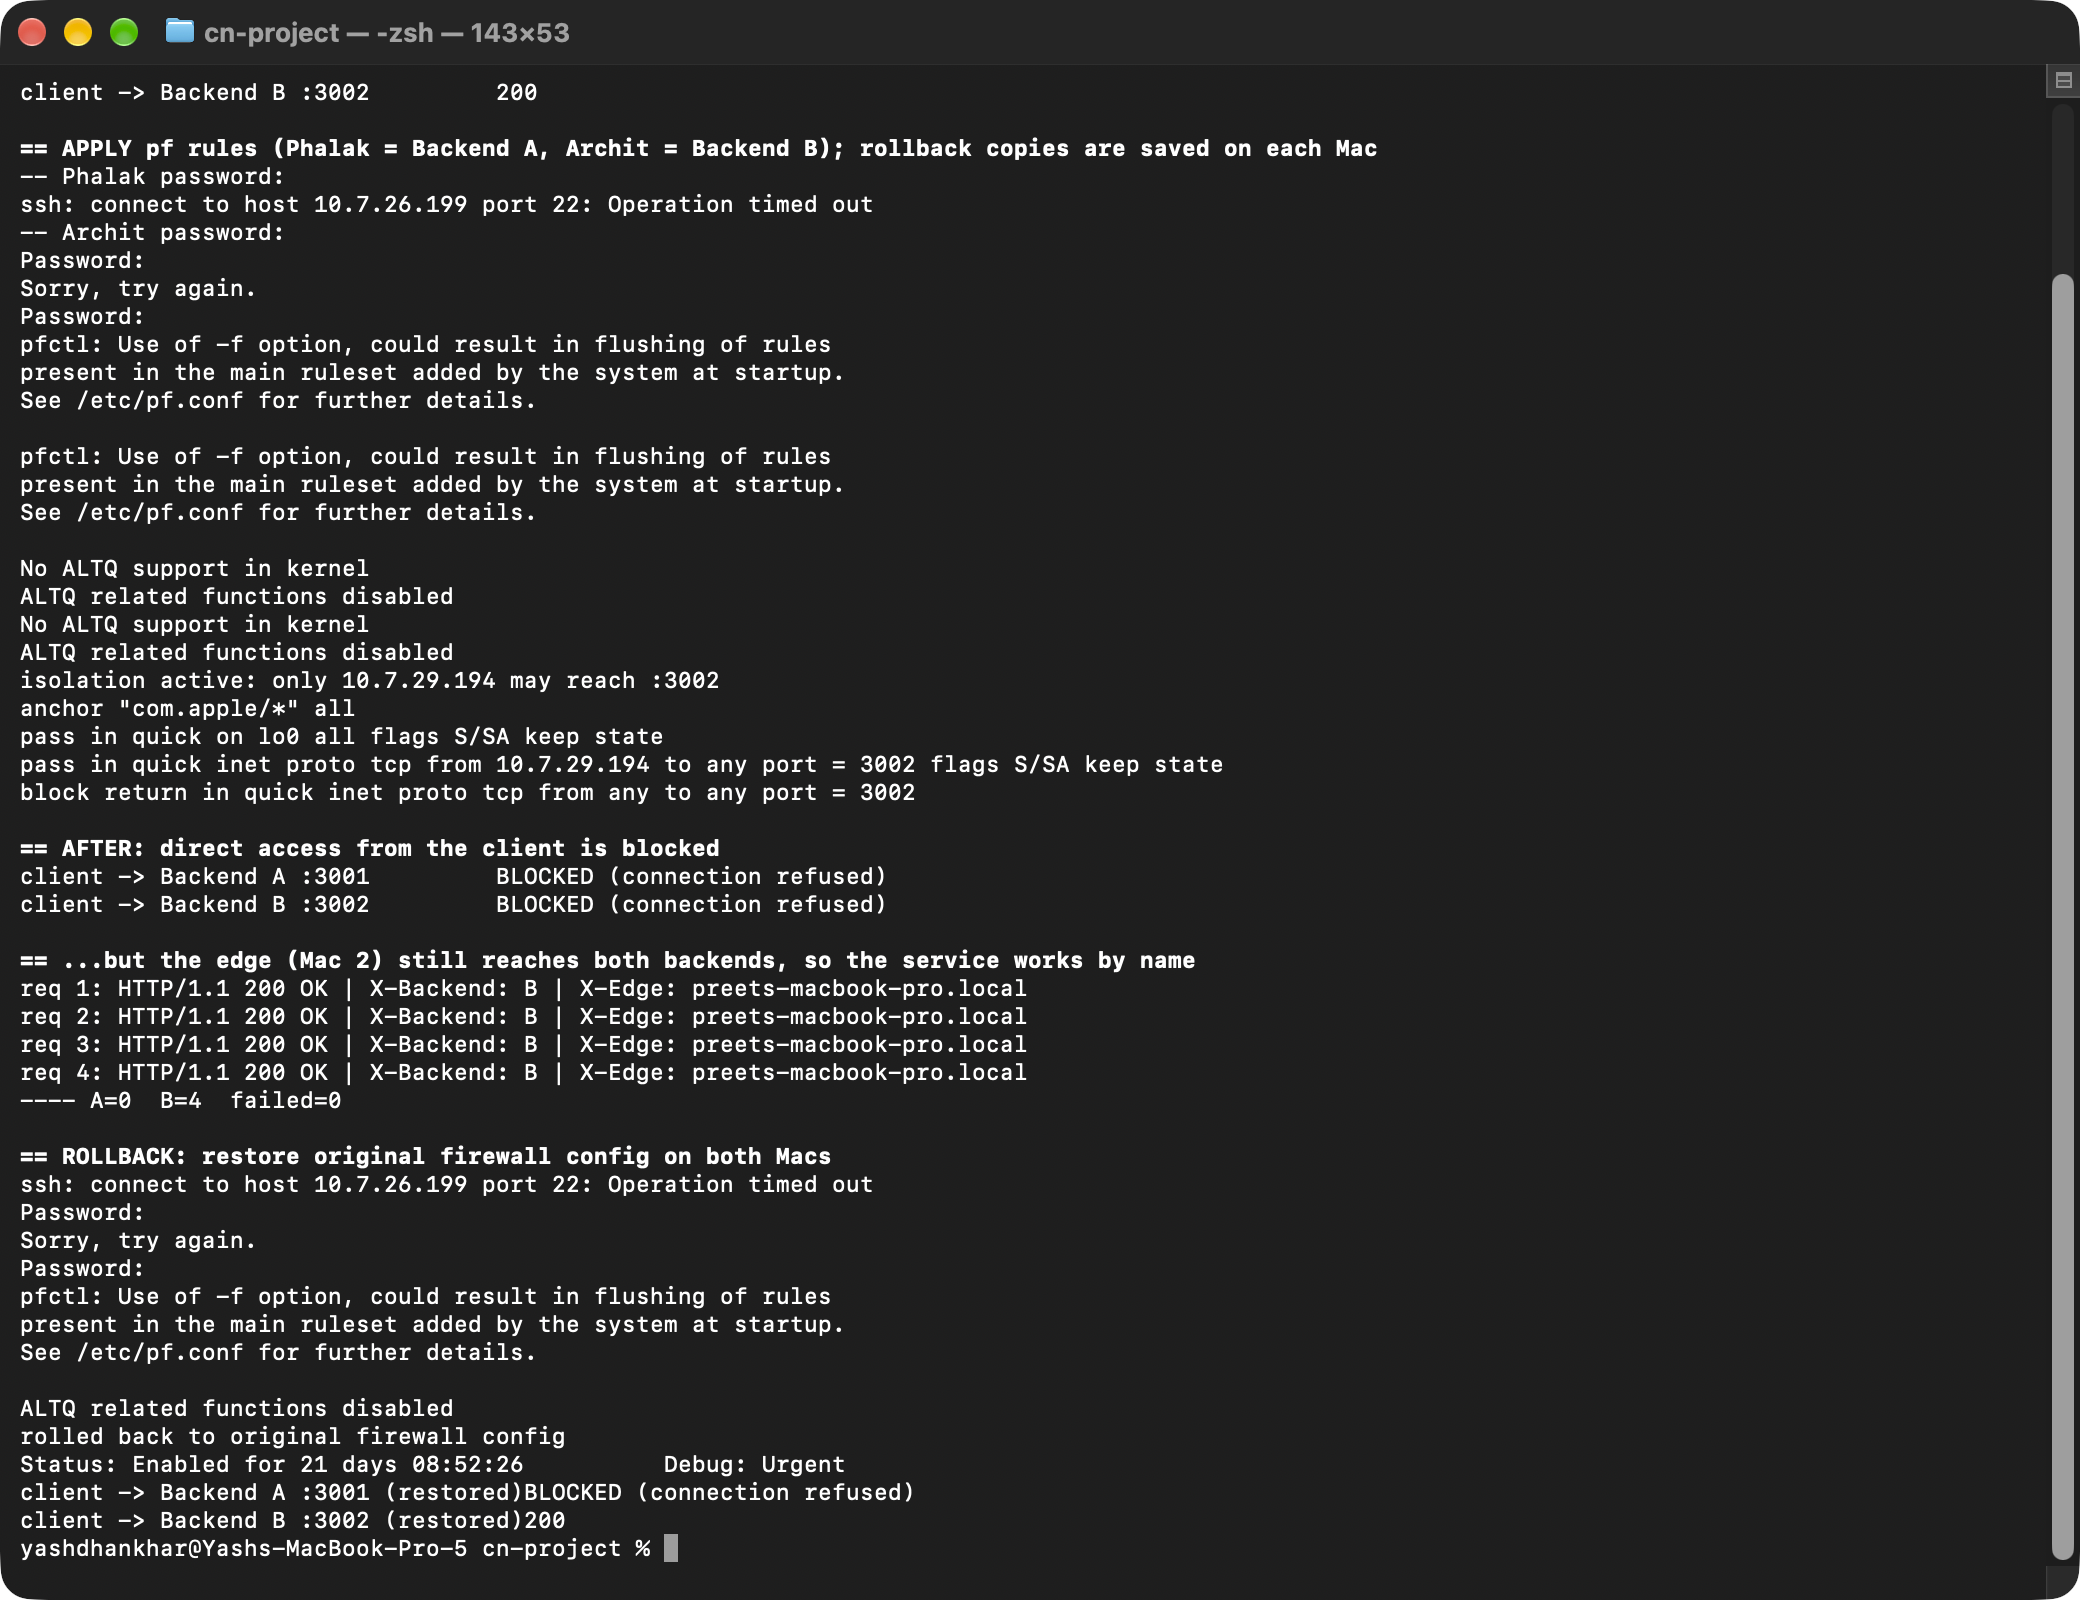 cn-project — -zsh — 143×53
client -> Backend B :3002         200
== APPLY pf rules (Phalak = Backend A, Archit = Backend B); rollback copies are saved on each Mac
-- Phalak password:
ssh: connect to host 10.7.26.199 port 22: Operation timed out
-- Archit password:
Password:
Sorry, try again.
Password:
pfctl: Use of -f option, could result in flushing of rules
present in the main ruleset added by the system at startup.
See /etc/pf.conf for further details.
pfctl: Use of -f option, could result in flushing of rules
present in the main ruleset added by the system at startup.
See /etc/pf.conf for further details.
No ALTQ support in kernel
ALTQ related functions disabled
No ALTQ support in kernel
ALTQ related functions disabled
isolation active: only 10.7.29.194 may reach :3002
anchor "com.apple/*" all
pass in quick on lo0 all flags S/SA keep state
pass in quick inet proto tcp from 10.7.29.194 to any port = 3002 flags S/SA keep state
block return in quick inet proto tcp from any to any port = 3002
== AFTER: direct access from the client is blocked
client -> Backend A :3001         BLOCKED (connection refused)
client -> Backend B :3002         BLOCKED (connection refused)
== ...but the edge (Mac 2) still reaches both backends, so the service works by name
req 1: HTTP/1.1 200 OK | X-Backend: B | X-Edge: preets-macbook-pro.local
req 2: HTTP/1.1 200 OK | X-Backend: B | X-Edge: preets-macbook-pro.local
req 3: HTTP/1.1 200 OK | X-Backend: B | X-Edge: preets-macbook-pro.local
req 4: HTTP/1.1 200 OK | X-Backend: B | X-Edge: preets-macbook-pro.local
---- A=0  B=4  failed=0
== ROLLBACK: restore original firewall config on both Macs
ssh: connect to host 10.7.26.199 port 22: Operation timed out
Password:
Sorry, try again.
Password:
pfctl: Use of -f option, could result in flushing of rules
present in the main ruleset added by the system at startup.
See /etc/pf.conf for further details.
ALTQ related functions disabled
rolled back to original firewall config
Status: Enabled for 21 days 08:52:26          Debug: Urgent
client -> Backend A :3001 (restored)BLOCKED (connection refused)
client -> Backend B :3002 (restored)200
yashdhankhar@Yashs-MacBook-Pro-5 cn-project %